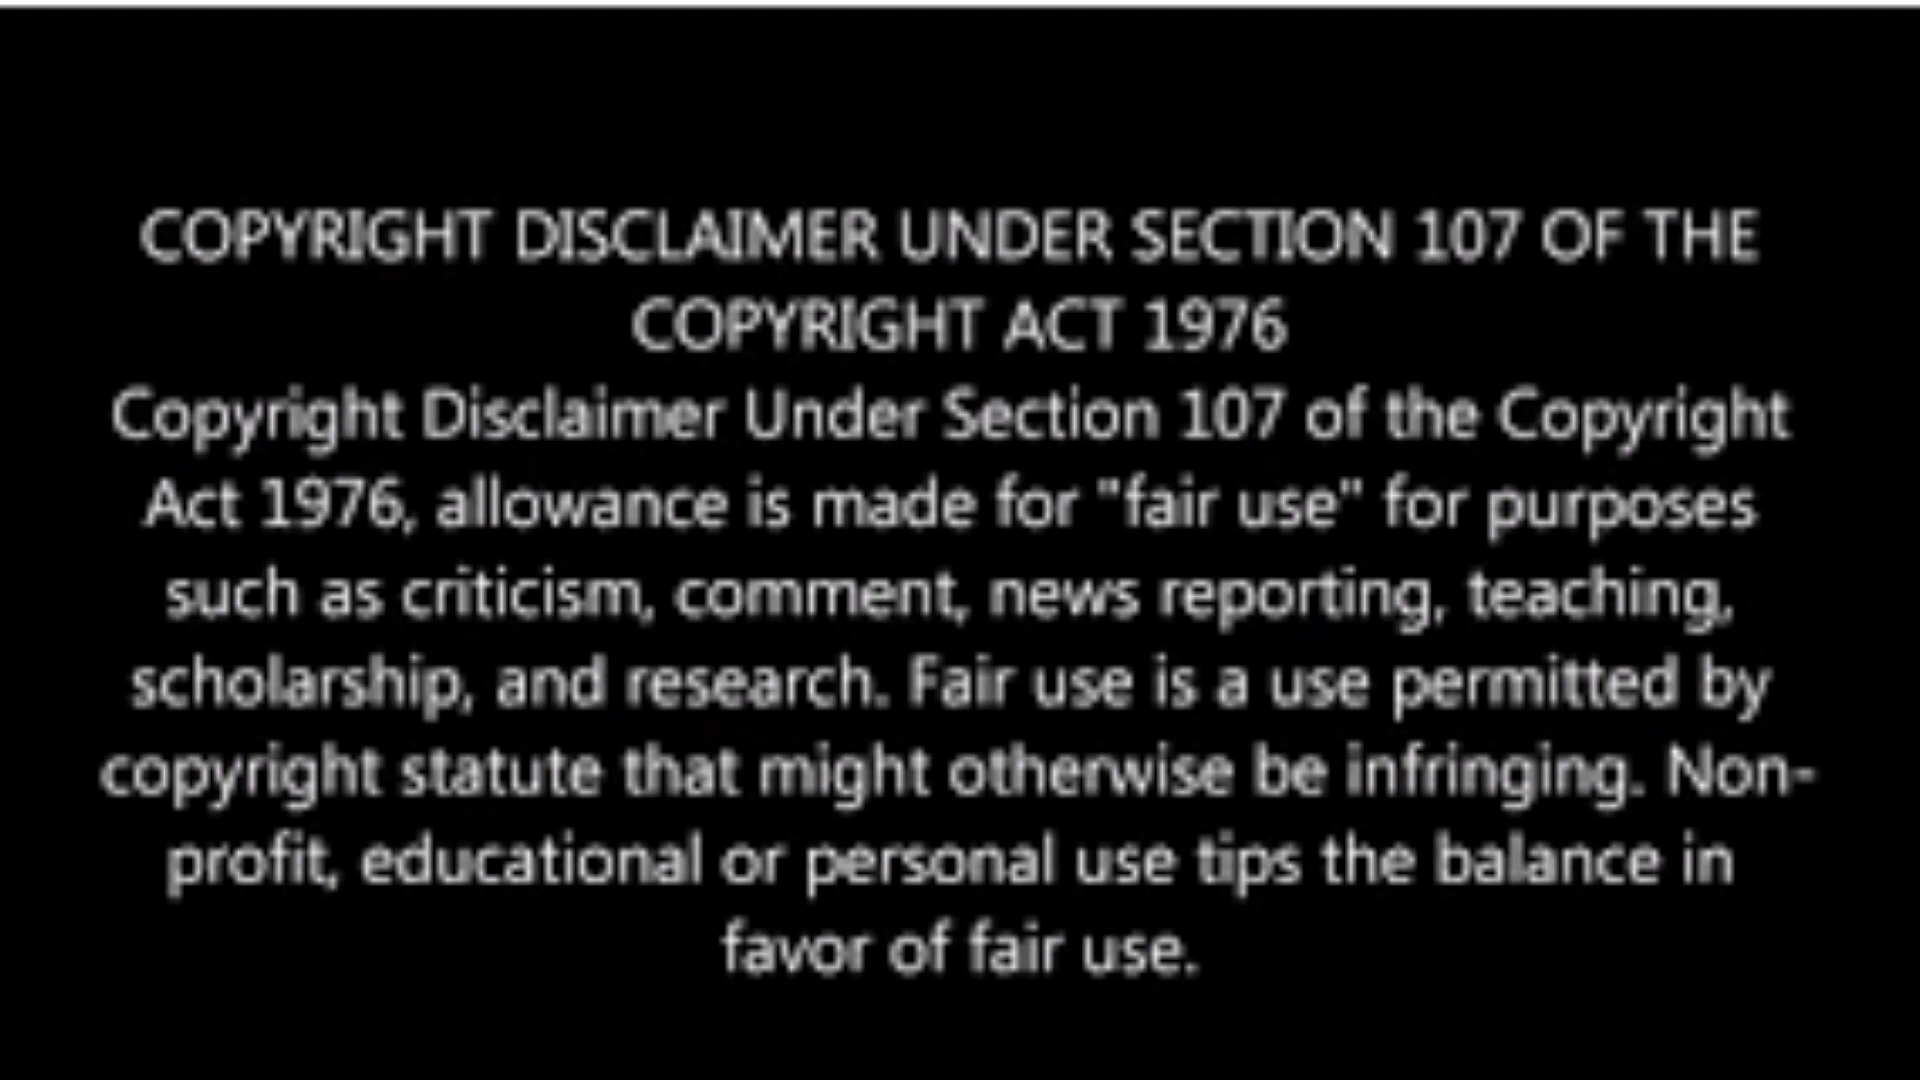 COPYRIGHT DISCLAIMER UNDER SECTION 107 OF THE
COPYRIGHT ACT 1976
Copyright Disclaimer Under Section 107 of the Copyright
Act 1976, allowance is made for "fair use" for purposes
such as criticism, comment, news reporting, teaching,
scholarship, and research. Fair use is a use permitted by
copyright statute that might otherwise be infringing. Non-
profit, educational or personal use tips the balance in
favor of fair use.